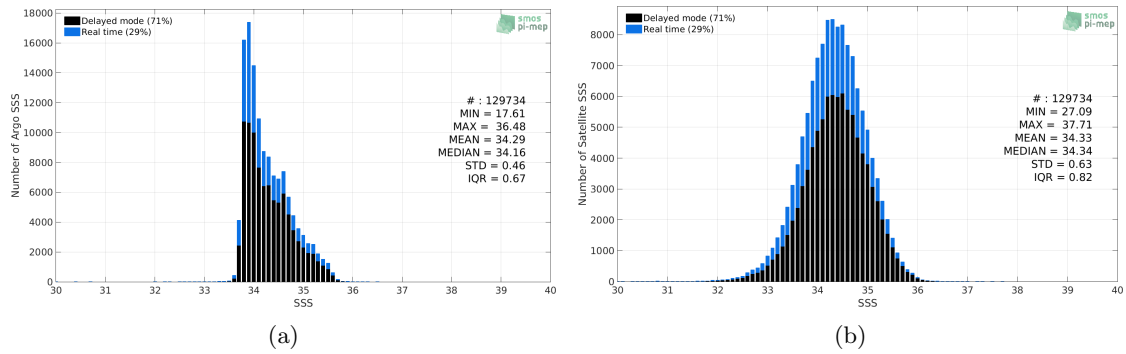 Delayed mode (71%)
Real time (29%)
smos
pi-mep
Number of Argo SSS
18000
16000
14000
12000
10000
8000
6000
4000
2000
0
# : 129734
MIN = 17.61
MAX = 36.48
MEAN = 34.29
MEDIAN = 34.16
STD = 0.46
IQR = 0.67
30 31 32 33 34 35 36 37 38 39 40
SSS
(a)
Delayed mode (71%)
Real time (29%)
smos
pi-mep
Number of Satellite SSS
8000
7000
6000
5000
4000
3000
2000
1000
0
# : 129734
MIN = 27.09
MAX = 37.71
MEAN = 34.33
MEDIAN = 34.34
STD = 0.63
IQR = 0.82
30 31 32 33 34 35 36 37 38 39 40
SSS
(b)